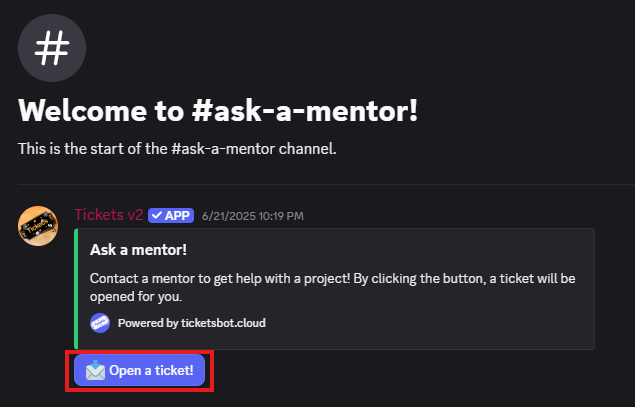 Welcome to #ask-a-mentor!
This is the start of the #ask-a-mentor channel.
Tickets v2 ✓ APP 6/21/2025 10:19 PM
Ask a mentor!
Contact a mentor to get help with a project! By clicking the button, a ticket will be
opened for you.
Powered by ticketsbot.cloud
Open a ticket!